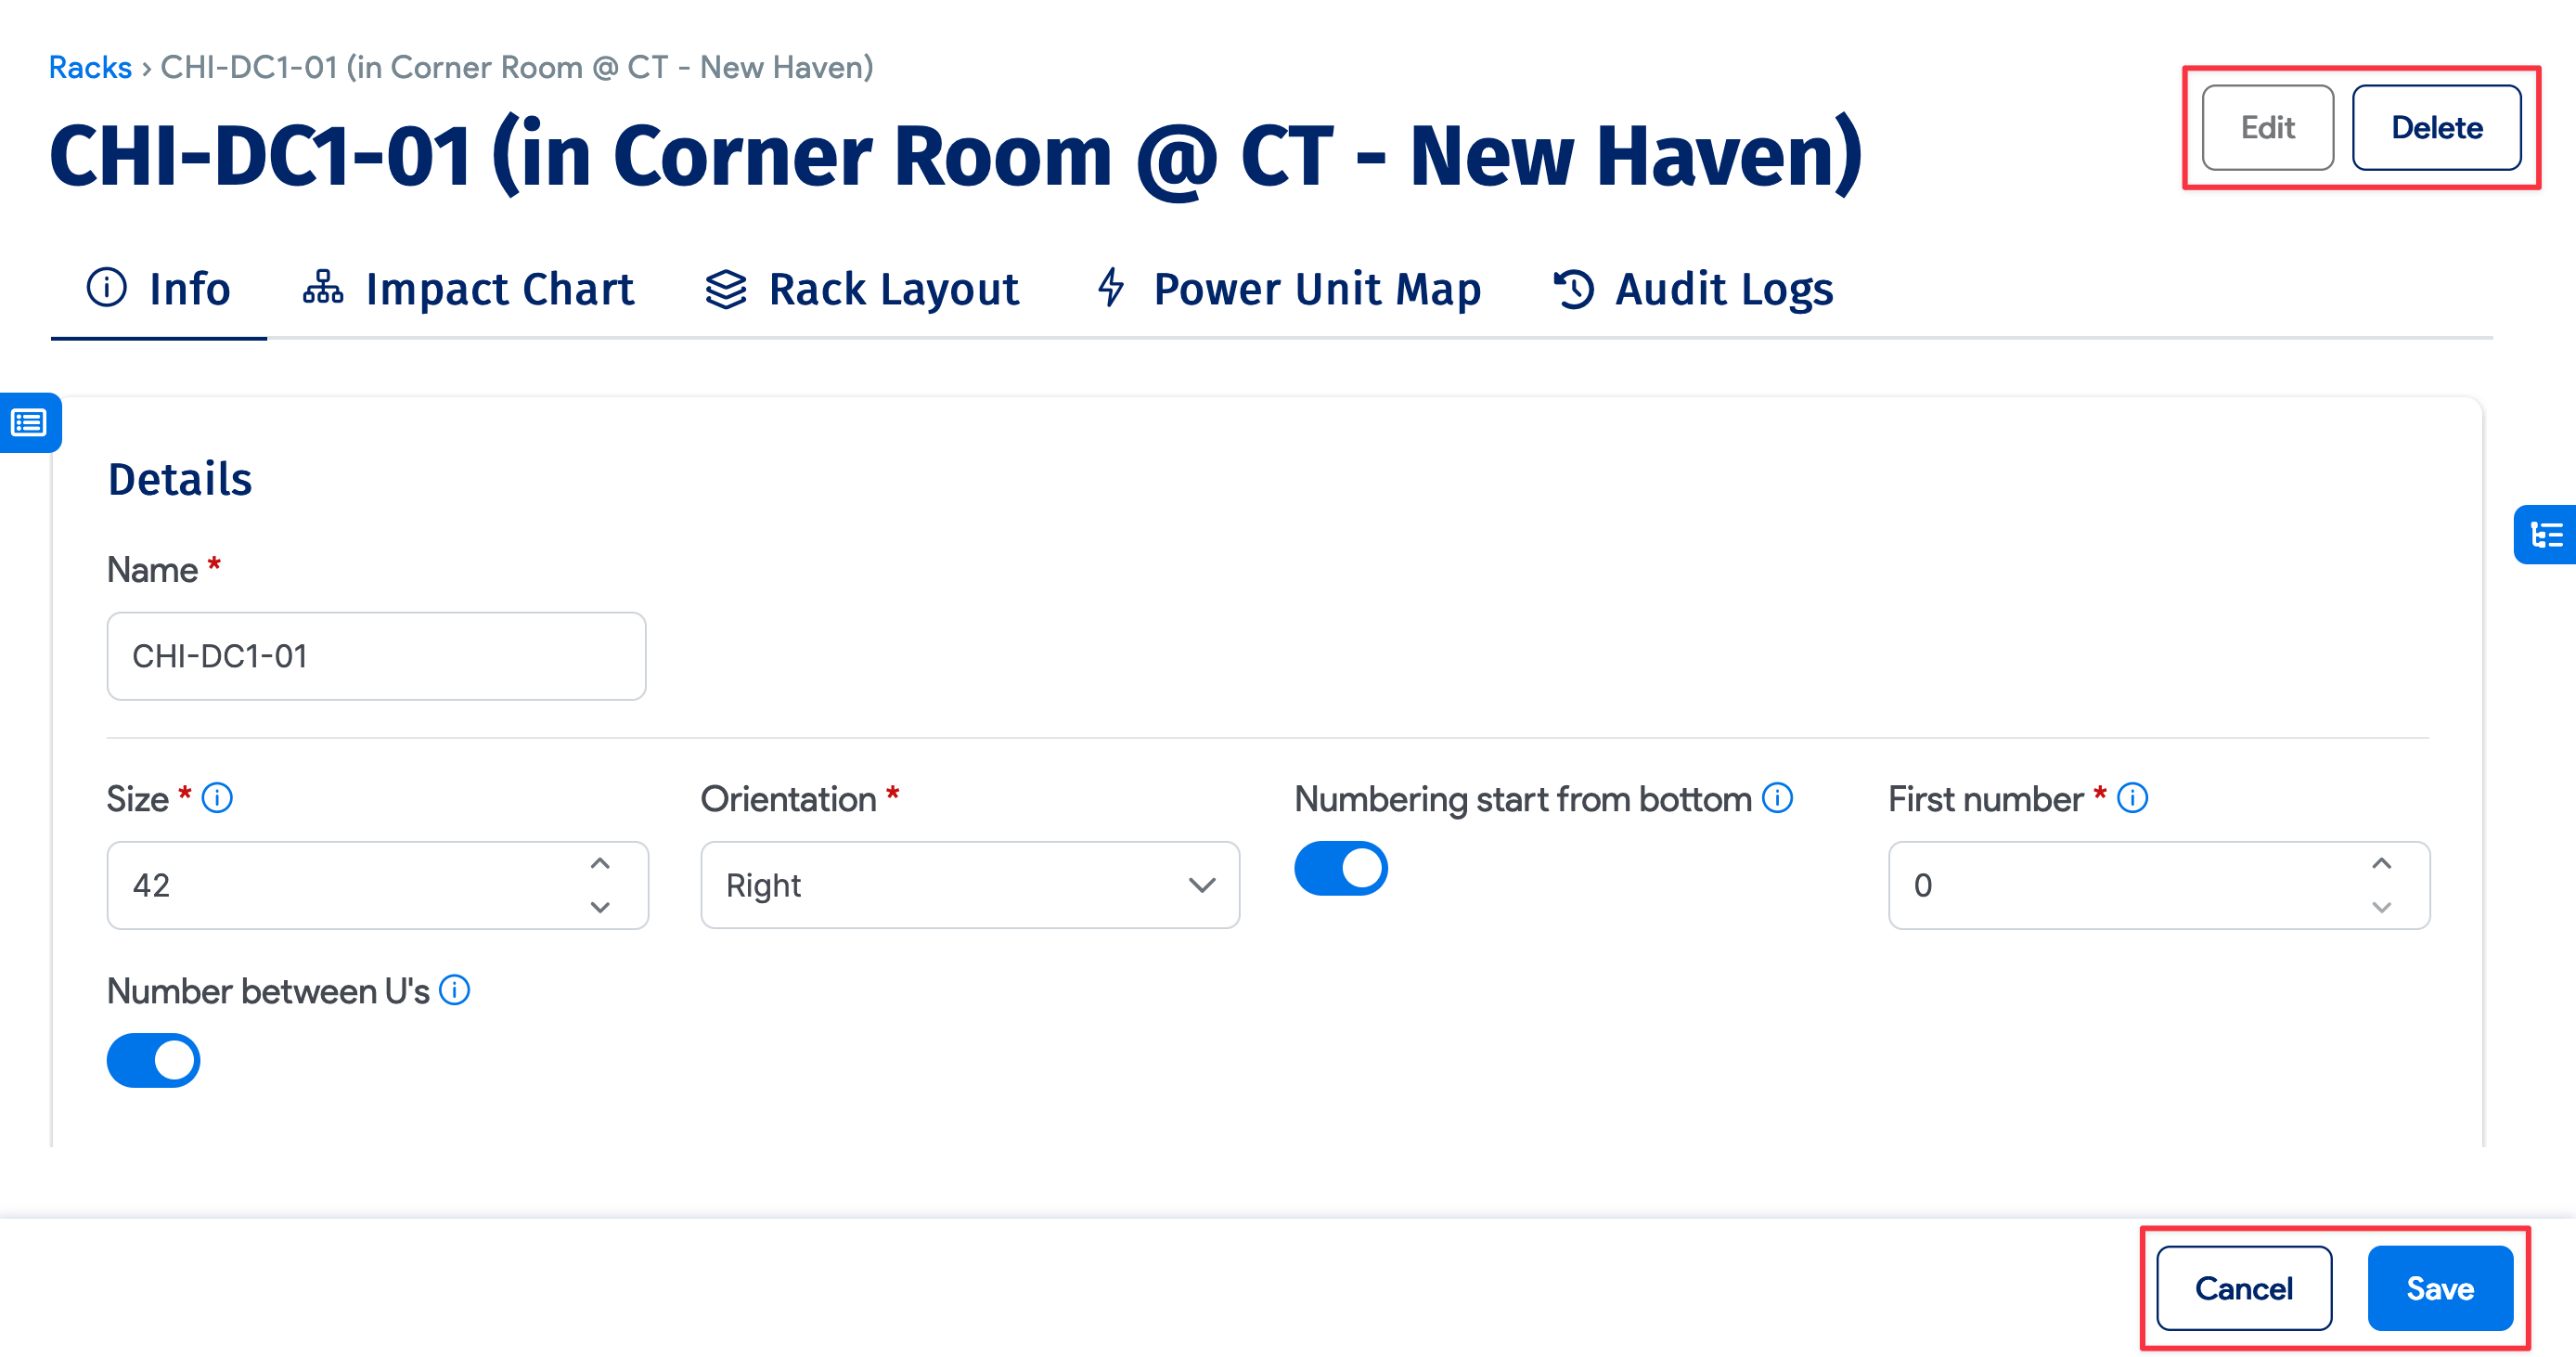 Racks › CHI-DC1-01 (in Corner Room @ CT - New Haven)
CHI-DC1-01 (in Corner Room @ CT - New Haven)
Edit Delete
Info Impact Chart Rack Layout Power Unit Map Audit Logs
Details
Name *
CHI-DC1-01
Size * Orientation * Numbering start from bottom First number *
42 Right 0
Number between U's
Cancel Save